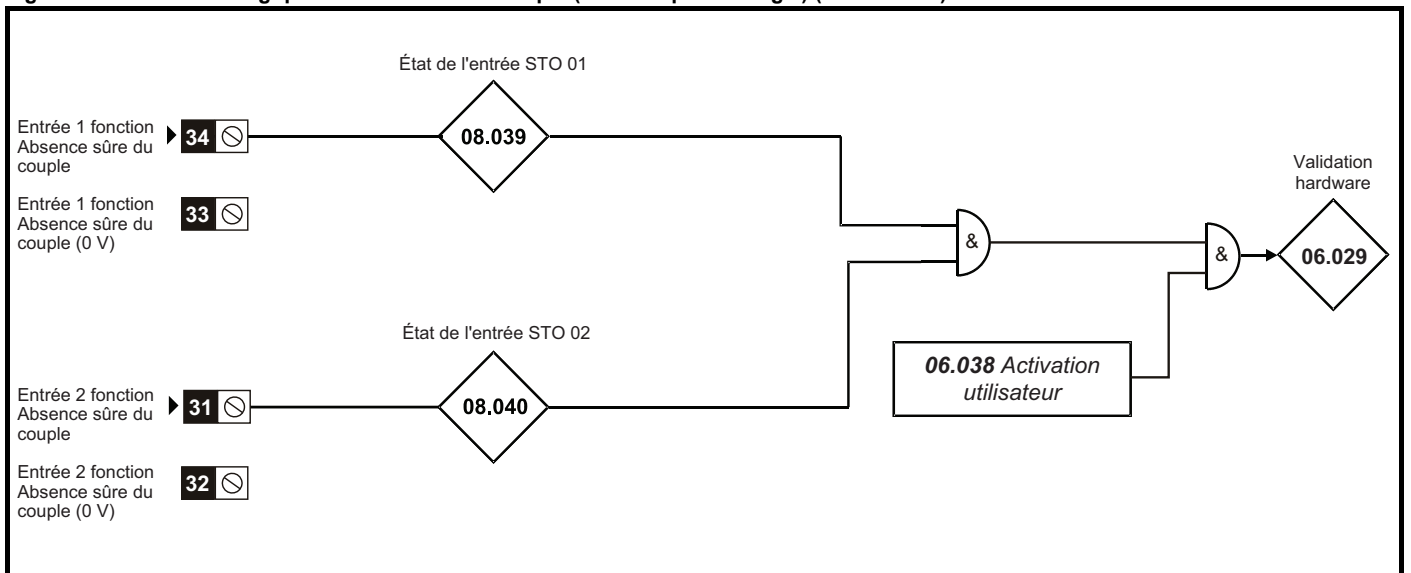 État de l'entrée STO 01
Entrée 1 fonction
Absence sûre du
couple
34
08.039
Entrée 1 fonction
Absence sûre du
couple (0 V)
33
Validation
hardware
&
&
06.029
État de l'entrée STO 02
06.038 Activation
utilisateur
Entrée 2 fonction
Absence sûre du
couple
31
08.040
Entrée 2 fonction
Absence sûre du
couple (0 V)
32